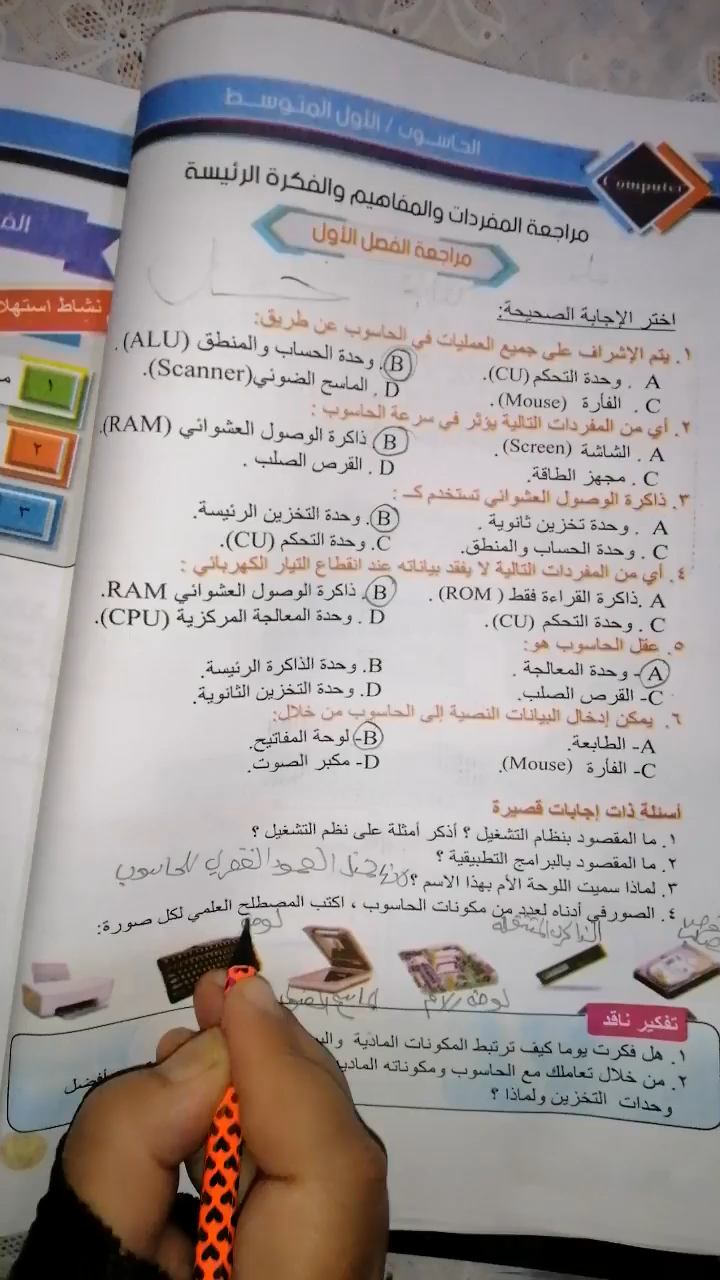 الحاسوب / الأول المتوسط
Computer
مراجعة المفردات والمفاهيم والفكرة الرئيسة
مراجعة الفصل الأول
اختر الإجابة الصحيحة:
١. يتم الإشراف على جميع العمليات في الحاسوب عن طريق:
A . وحدة التحكم (CU). B. وحدة الحساب والمنطق (ALU).
C . الفأرة (Mouse). D . الماسح الضوئي(Scanner).
٢. أي من المفردات التالية يؤثر في سرعة الحاسوب :
A . الشاشة (Screen). B ذاكرة الوصول العشوائي (RAM).
C . مجهز الطاقة. D . القرص الصلب .
٣. ذاكرة الوصول العشوائي تستخدم كـ :
A . وحدة تخزين ثانوية . B. وحدة التخزين الرئيسة.
C . وحدة الحساب والمنطق. C. وحدة التحكم (CU).
٤. أي من المفردات التالية لا يفقد بياناته عند انقطاع التيار الكهربائي :
A .ذاكرة القراءة فقط ( ROM) . B. ذاكرة الوصول العشوائي RAM.
C . وحدة التحكم (CU). D . وحدة المعالجة المركزية (CPU).
٥. عقل الحاسوب هو:
A- وحدة المعالجة . B. وحدة الذاكرة الرئيسة.
C- القرص الصلب. D. وحدة التخزين الثانوية.
٦. يمكن إدخال البيانات النصية إلى الحاسوب من خلال:
A- الطابعة. B- لوحة المفاتيح.
C- الفأرة (Mouse). D- مكبر الصوت.
أسئلة ذات إجابات قصيرة
١. ما المقصود بنظام التشغيل ؟ أذكر أمثلة على نظم التشغيل ؟
٢. ما المقصود بالبرامج التطبيقية ؟
٣. لماذا سميت اللوحة الأم بهذا الاسم ؟ العمود الفقري للحاسوب
٤. الصورفي أدناه لعدد من مكونات الحاسوب ، اكتب المصطلح العلمي لكل صورة:
لوحة
لوحة الام
تفكير ناقد
١. هل فكرت يوما كيف ترتبط المكونات المادية
٢. من خلال تعاملك مع الحاسوب ومكوناته أفضل
وحدات التخزين ولماذا ؟
نشاط
١
٢
٣